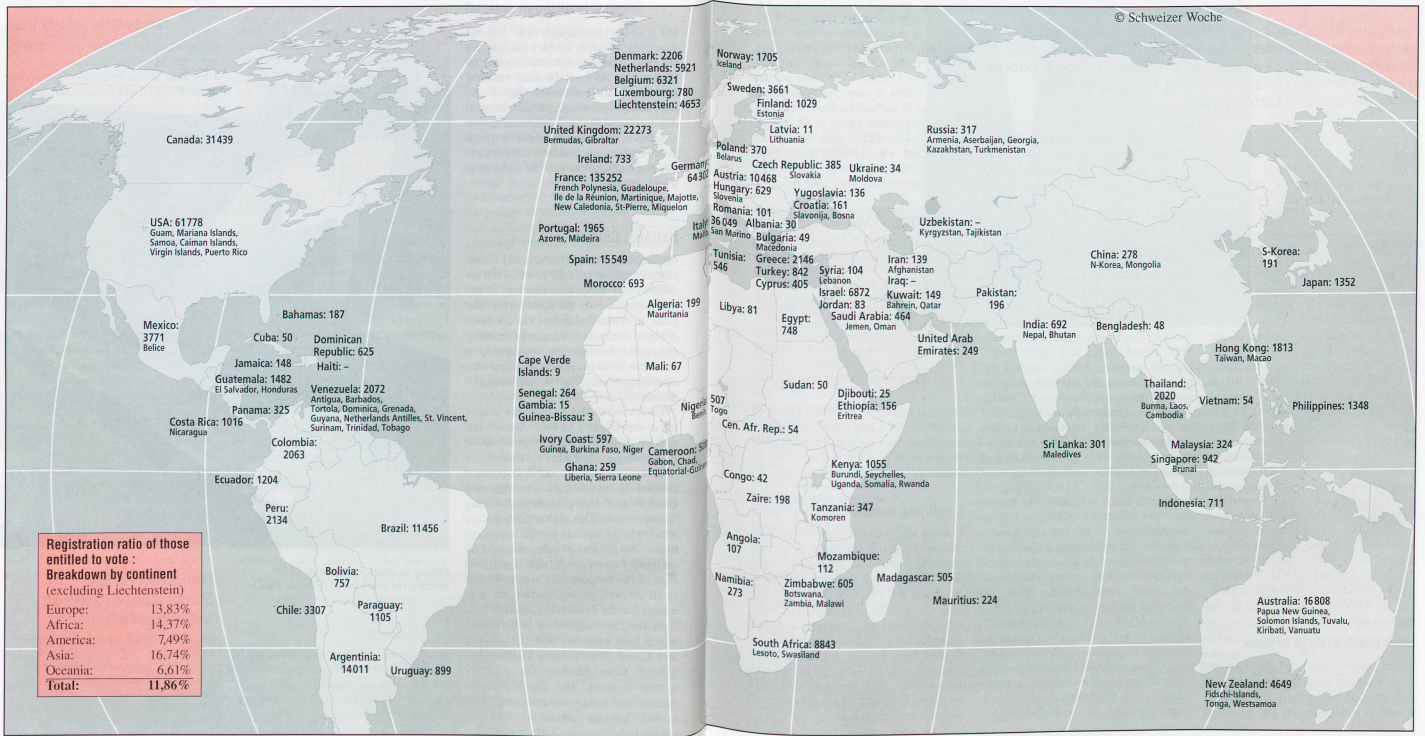 © Schweizer Woche
Denmark: 2206
Netherlands: 5921
Belgium: 6321
Luxembourg: 780
Liechtenstein: 4653
Norway: 1705
Iceland
Sweden: 3661
Finland: 1029
Estonia
Canada: 31439
United Kingdom: 22273
Bermudas, Gibraltar
Latvia: 11
Lithuania
Russia: 317
Armenia, Aserbaijan, Georgia,
Kazakhstan, Turkmenistan
Ireland: 733
Germany:
64302
Poland: 370
Belarus
Czech Republic: 385
Slovakia
Ukraine: 34
Moldova
France: 135252
French Polynesia, Guadeloupe,
Ile de la Réunion, Martinique, Majotte,
New Caledonia, St-Pierre, Miquelon
Austria: 10468
Hungary: 629
Slovenia
Yugoslavia: 136
Croatia: 161
Slavonija, Bosna
Romania: 101
USA: 61778
Guam, Mariana Islands,
Samoa, Caiman Islands,
Virgin Islands, Puerto Rico
Portugal: 1965
Azores, Madeira
Italy
Malta,
36049
San Marino
Albania: 30
Bulgaria: 49
Macedonia
Uzbekistan: –
Kyrgyzstan, Tajikistan
Spain: 15549
Tunisia:
546
Greece: 2146
Turkey: 842
Cyprus: 405
Syria: 104
Lebanon
Israel: 6872
Jordan: 83
Iran: 139
Afghanistan
Iraq: –
Kuwait: 149
Bahrein, Qatar
China: 278
N-Korea, Mongolia
S-Korea:
191
Japan: 1352
Morocco: 693
Algeria: 199
Mauritania
Libya: 81
Egypt:
748
Saudi Arabia: 464
Jemen, Oman
Pakistan:
196
Bahamas: 187
Mexico:
3771
Belice
Cuba: 50
Dominican
Republic: 625
Haiti: –
Jamaica: 148
United Arab
Emirates: 249
India: 692
Nepal, Bhutan
Bengladesh: 48
Hong Kong: 1813
Taiwan, Macao
Guatemala: 1482
El Salvador, Honduras
Venezuela: 2072
Antigua, Barbados,
Tortola, Dominica, Grenada,
Guyana, Netherlands Antilles, St. Vincent,
Surinam, Trinidad, Tobago
Panama: 325
Costa Rica: 1016
Nicaragua
Cape Verde
Islands: 9
Mali: 67
Senegal: 264
Gambia: 15
Guinea-Bissau: 3
507
Togo
Sudan: 50
Djibouti: 25
Ethiopia: 156
Eritrea
Thailand:
2020
Burma, Laos,
Cambodia
Vietnam: 54
Philippines: 1348
Colombia:
2063
Ivory Coast: 597
Guinea, Burkina Faso, Niger
Cameroon:
Gabon, Chad,
Cen. Afr. Rep.: 54
Ghana: 259
Liberia, Sierra Leone
Sri Lanka: 301
Maledives
Malaysia: 324
Singapore: 942
Brunai
Ecuador: 1204
Congo: 42
Kenya: 1055
Burundi, Seychelles,
Uganda, Somalia, Rwanda
Zaire: 198
Tanzania: 347
Komoren
Indonesia: 711
Peru:
2134
Brazil: 11456
Angola:
107
Mozambique:
112
Bolivia:
757
Namibia:
273
Zimbabwe: 605
Botswana,
Zambia, Malawi
Madagascar: 505
Mauritius: 224
Chile: 3307
Paraguay:
1105
Australia: 16808
Papua New Guinea,
Solomon Islands, Tuvalu,
Kiribati, Vanuatu
South Africa: 8843
Lesoto, Swasiland
Argentinia:
14011
Uruguay: 899
New Zealand: 4649
Fidschi-Islands,
Tonga, Westsamoa
Registration ratio of those
entitled to vote :
Breakdown by continent
(excluding Liechtenstein)
Europe: 13,83%
Africa: 14,37%
America: 7,49%
Asia: 16.74%
Oceania: 6.61%
Total: 11,86%